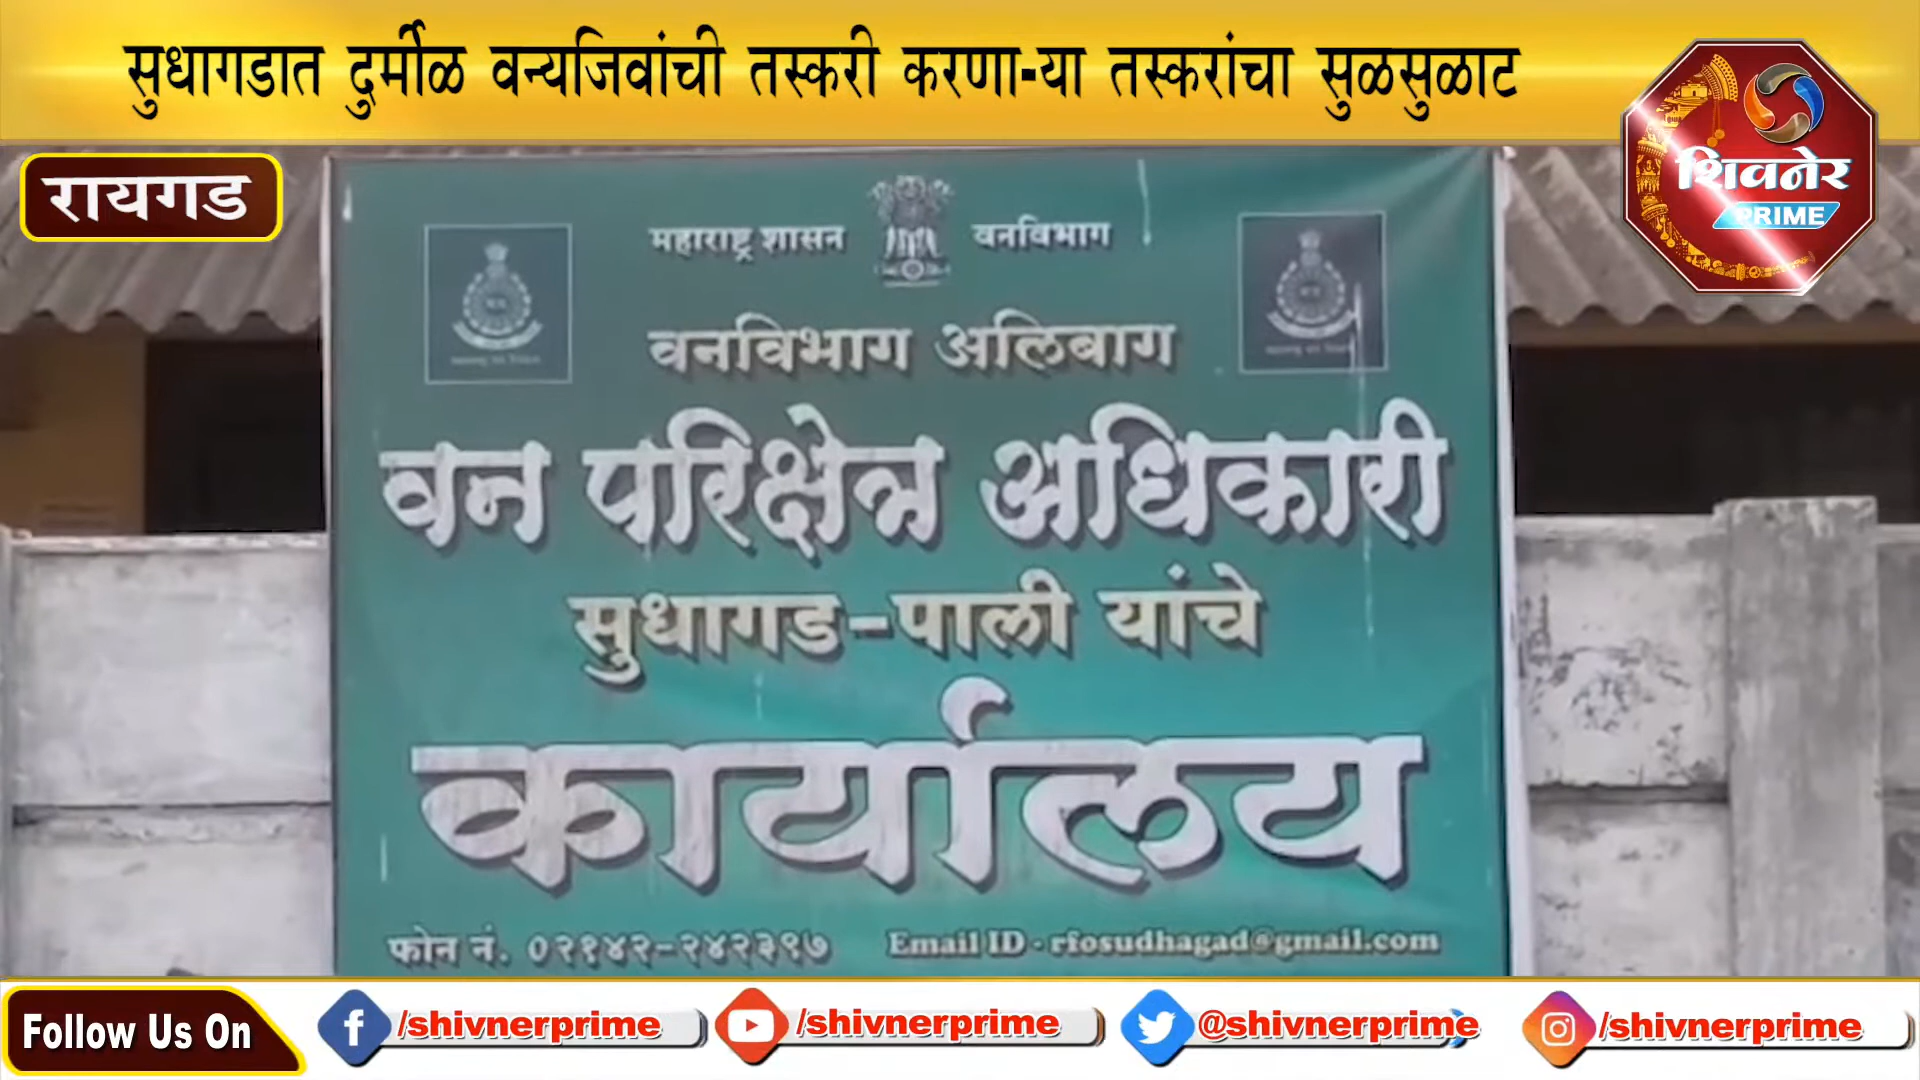 सुधागडात दुर्मीळ वन्यजिवांची तस्करी करणा-या तस्करांचा सुळसुळाट
रायगड
शिवनेर
PRIME
महाराष्ट्र शासन वनविभाग
वनविभाग अलिबाग
वन परिक्षेत्र अधिकारी
सुधागड-पाली यांचे
कार्यालय
फोन नं. ०२१४२-२४२३९७ Email ID - rfosudhagad@gmail.com
Follow Us On /shivnerprime /shivnerprime @shivnerprime /shivnerprime